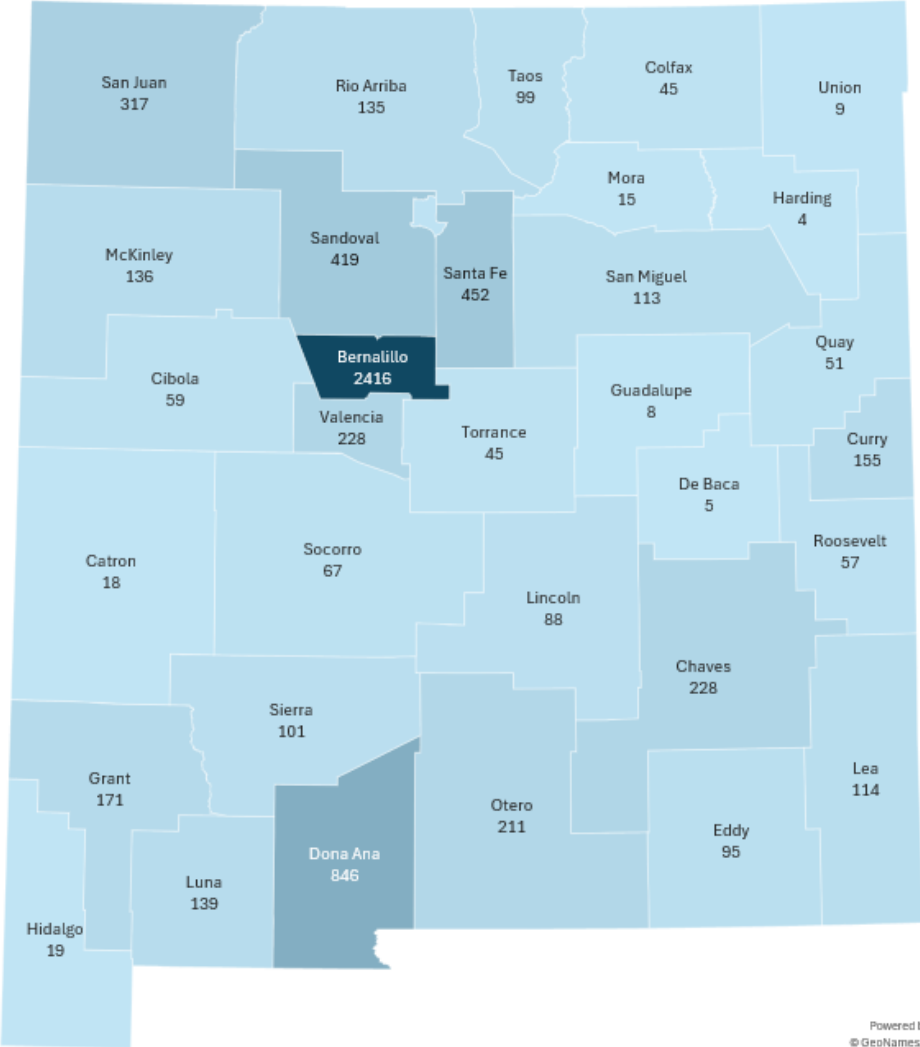 San Juan
317
Rio Arriba
135
Taos
99
Colfax
45
Union
9
Mora
15
Harding
4
McKinley
136
Sandoval
419
Santa Fe
452
San Miguel
113
Quay
51
Bernalillo
2416
Cibola
59
Valencia
228
Guadalupe
8
Torrance
45
Curry
155
De Baca
5
Roosevelt
57
Catron
18
Socorro
67
Lincoln
88
Chaves
228
Sierra
101
Grant
171
Otero
211
Lea
114
Eddy
95
Dona Ana
846
Luna
139
Hidalgo
19
Powered
© GeoNames